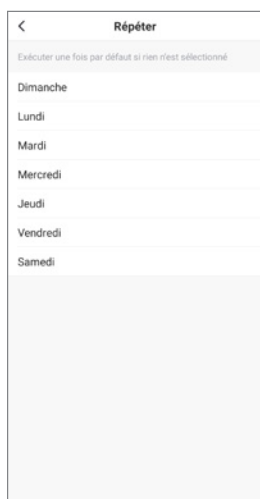 Répéter
Exécuter une fois par défaut si rien n'est sélectionné
Dimanche
Lundi
Mardi
Mercredi
Jeudi
Vendredi
Samedi